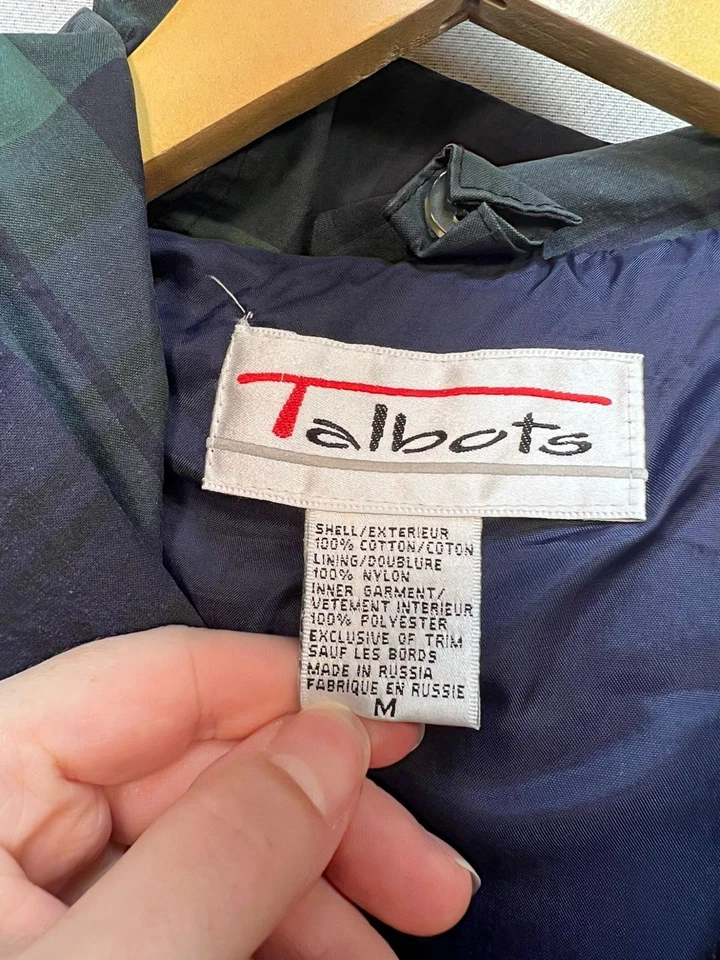 Talbots
SHELL/EXTERIEUR
100% COTTON/COTON
LINING/DOUBLURE
100% NYLON
INNER GARMENT/
VETEMENT INTERIEUR
100% POLYESTER
EXCLUSIVE OF TRIM
SAUF LES BORDS
MADE IN RUSSIA
FABRIQUE EN RUSSIE
M